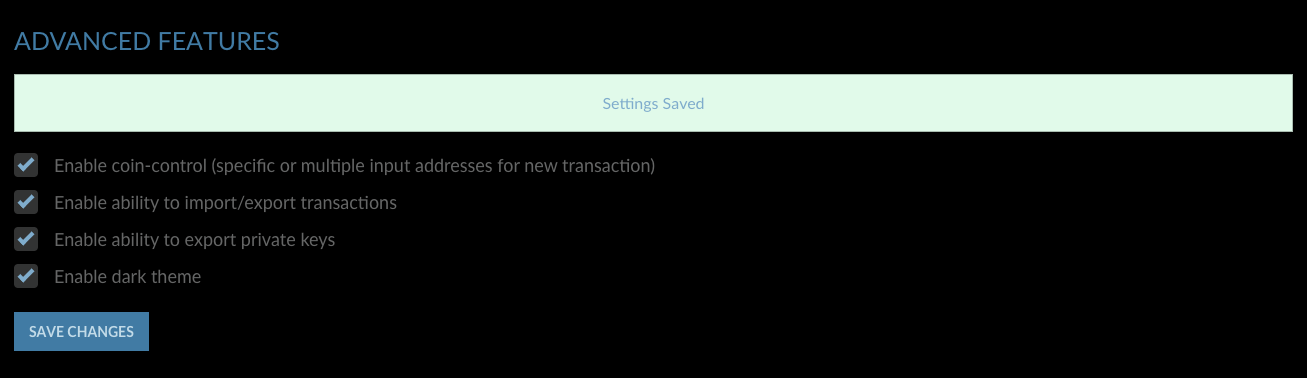 ADVANCED FEATURES
Settings Saved
Enable coin-control (specific or multiple input addresses for new transaction)
Enable ability to import/export transactions
Enable ability to export private keys
Enable dark theme
SAVE CHANGES